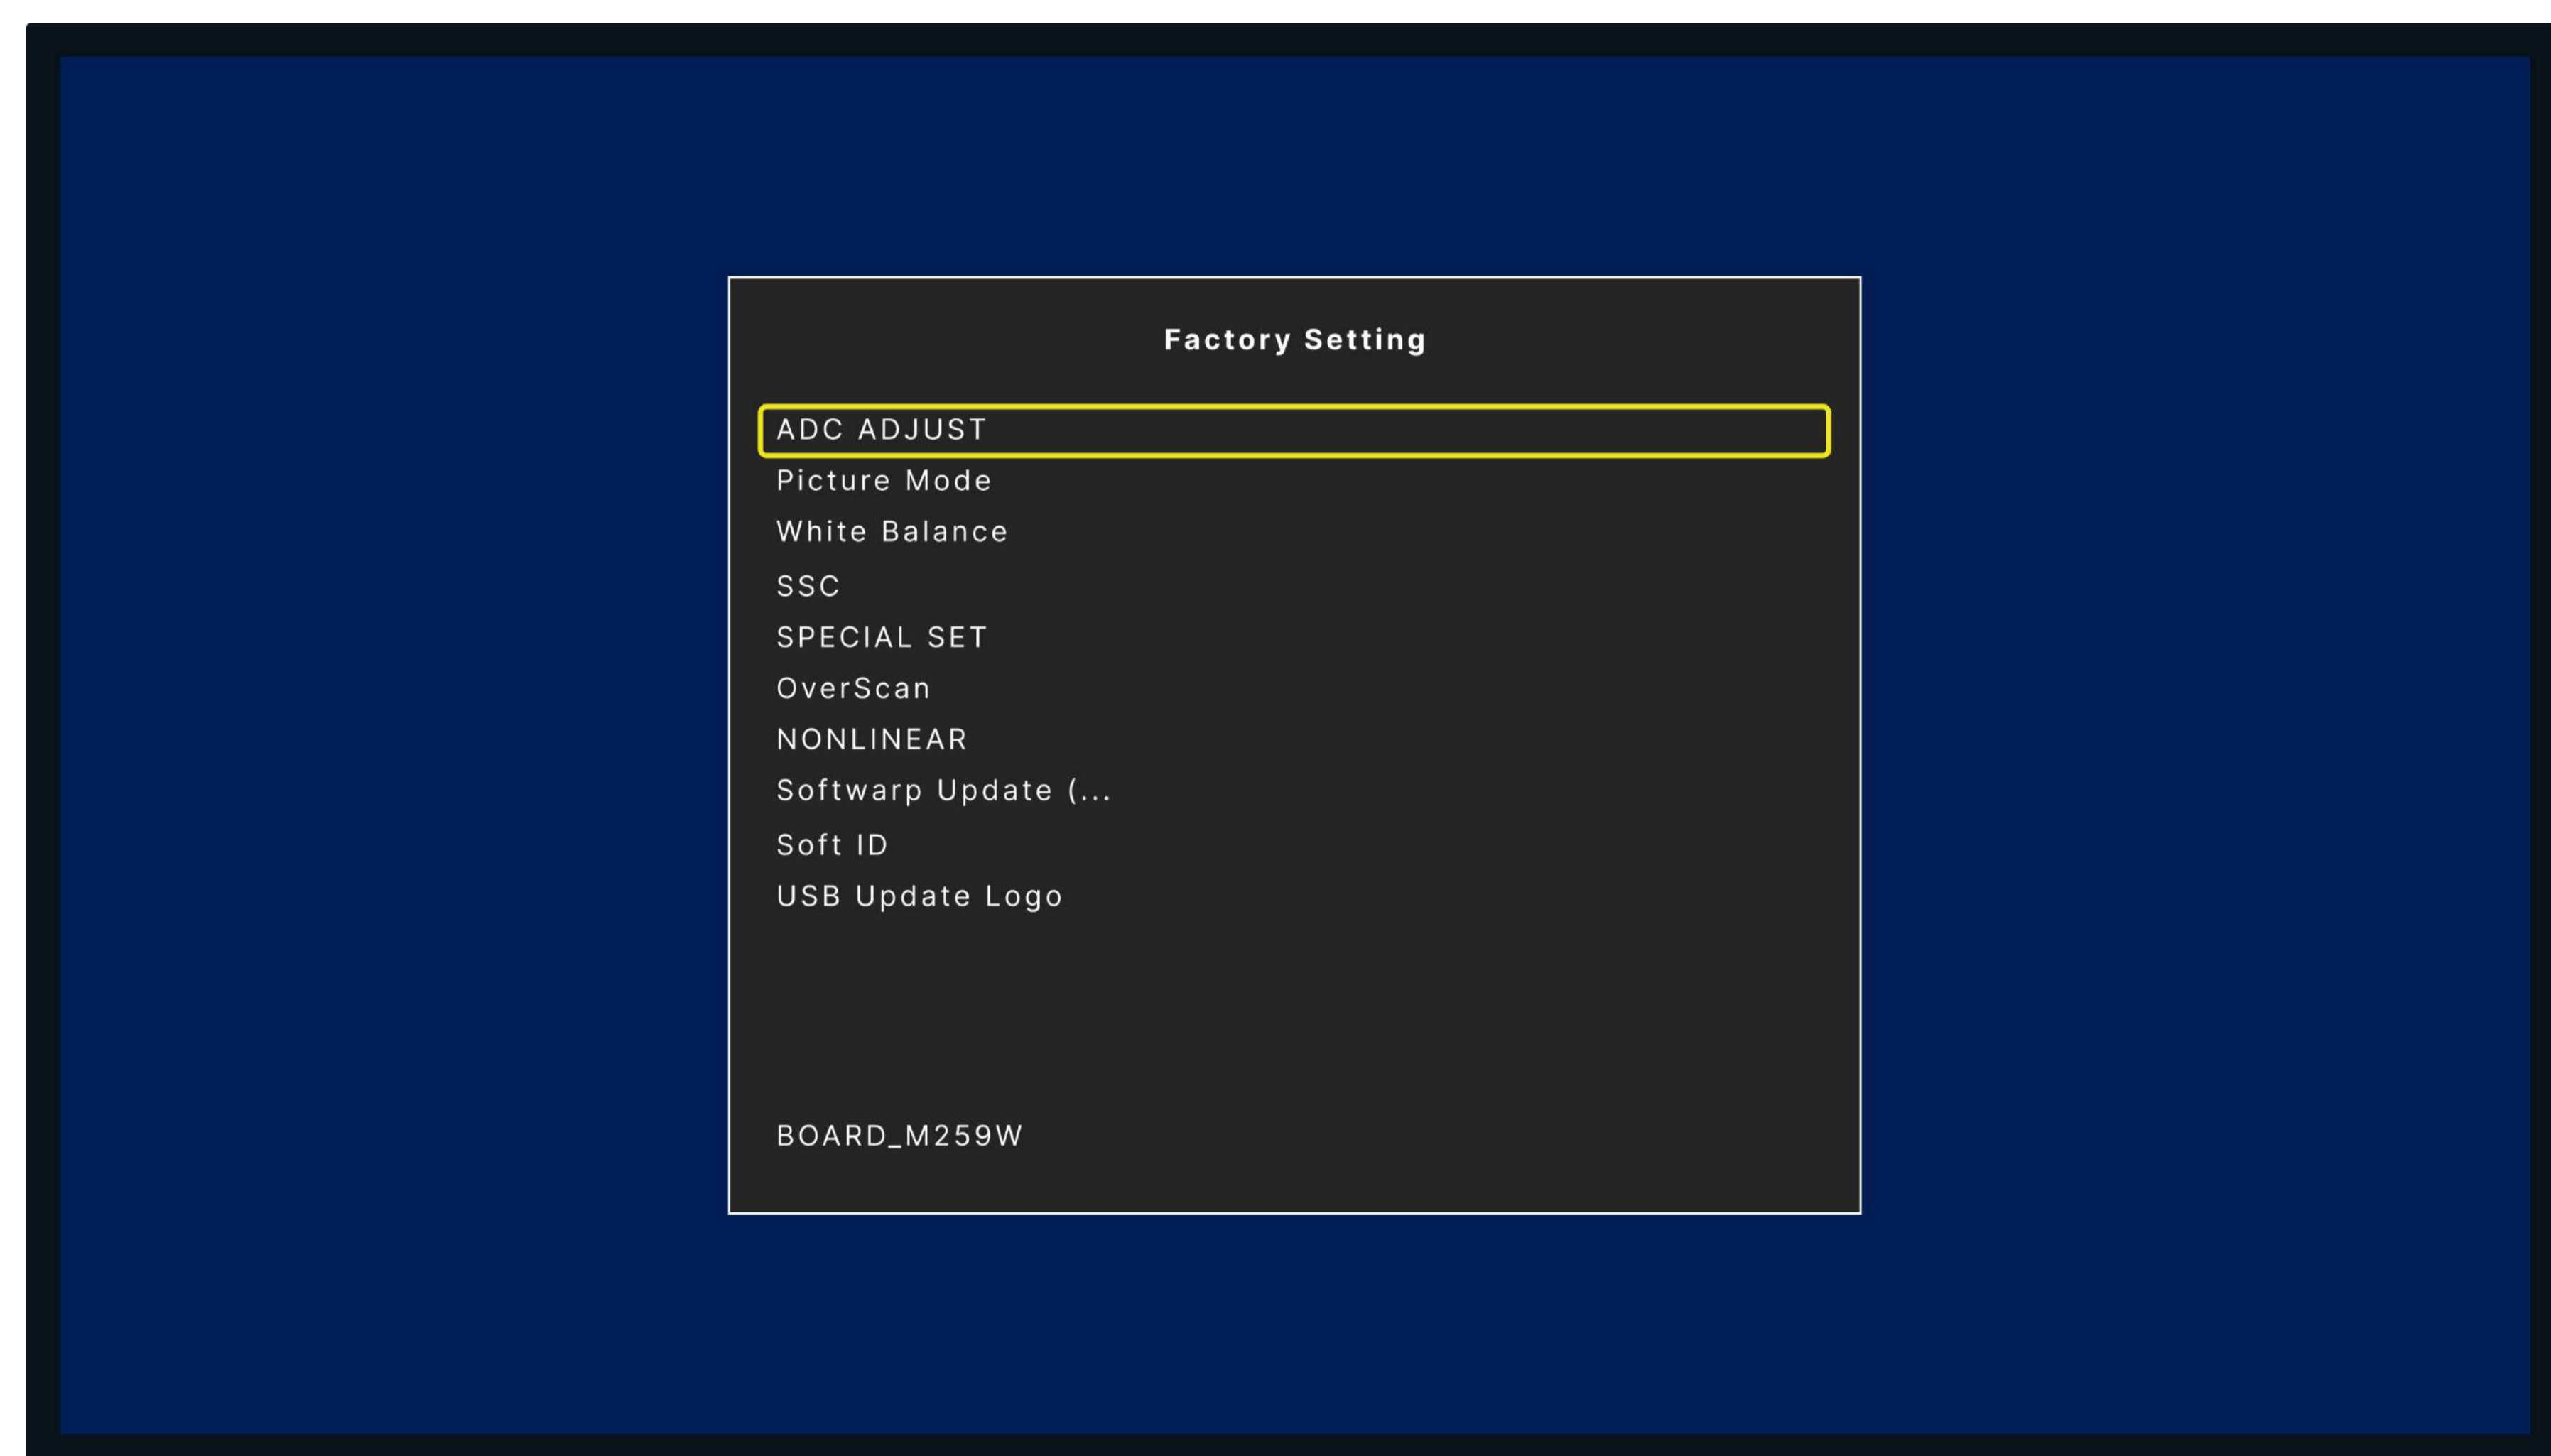 Factory Setting
ADC ADJUST
Picture Mode
White Balance
SSC
SPECIAL SET
OverScan
NONLINEAR
Softwarp Update (...
Soft ID
USB Update Logo
BOARD_M259W